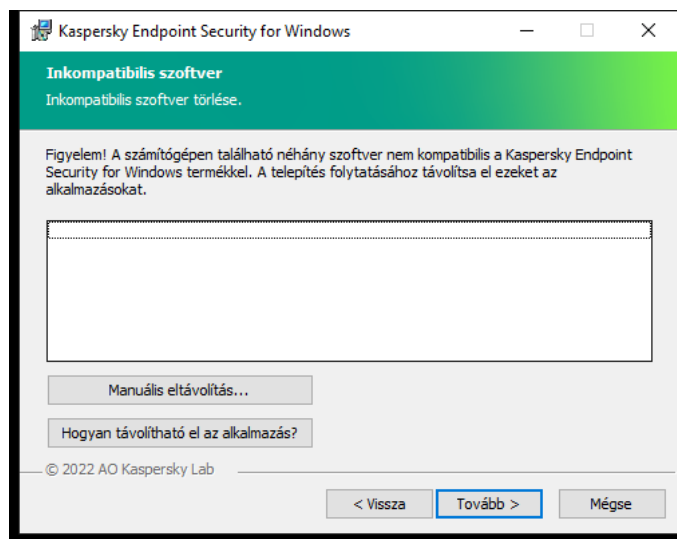 Kaspersky Endpoint Security for Windows
Inkompatibilis szoftver
Inkompatibilis szoftver törlése.
Figyelem! A számítógépen található néhány szoftver nem kompatibilis a Kaspersky Endpoint
Security for Windows termékkel. A telepítés folytatásához távolítsa el ezeket az
alkalmazásokat.
Manuális eltávolítás...
Hogyan távolítható el az alkalmazás?
© 2022 AO Kaspersky Lab
< Vissza Tovább > Mégse